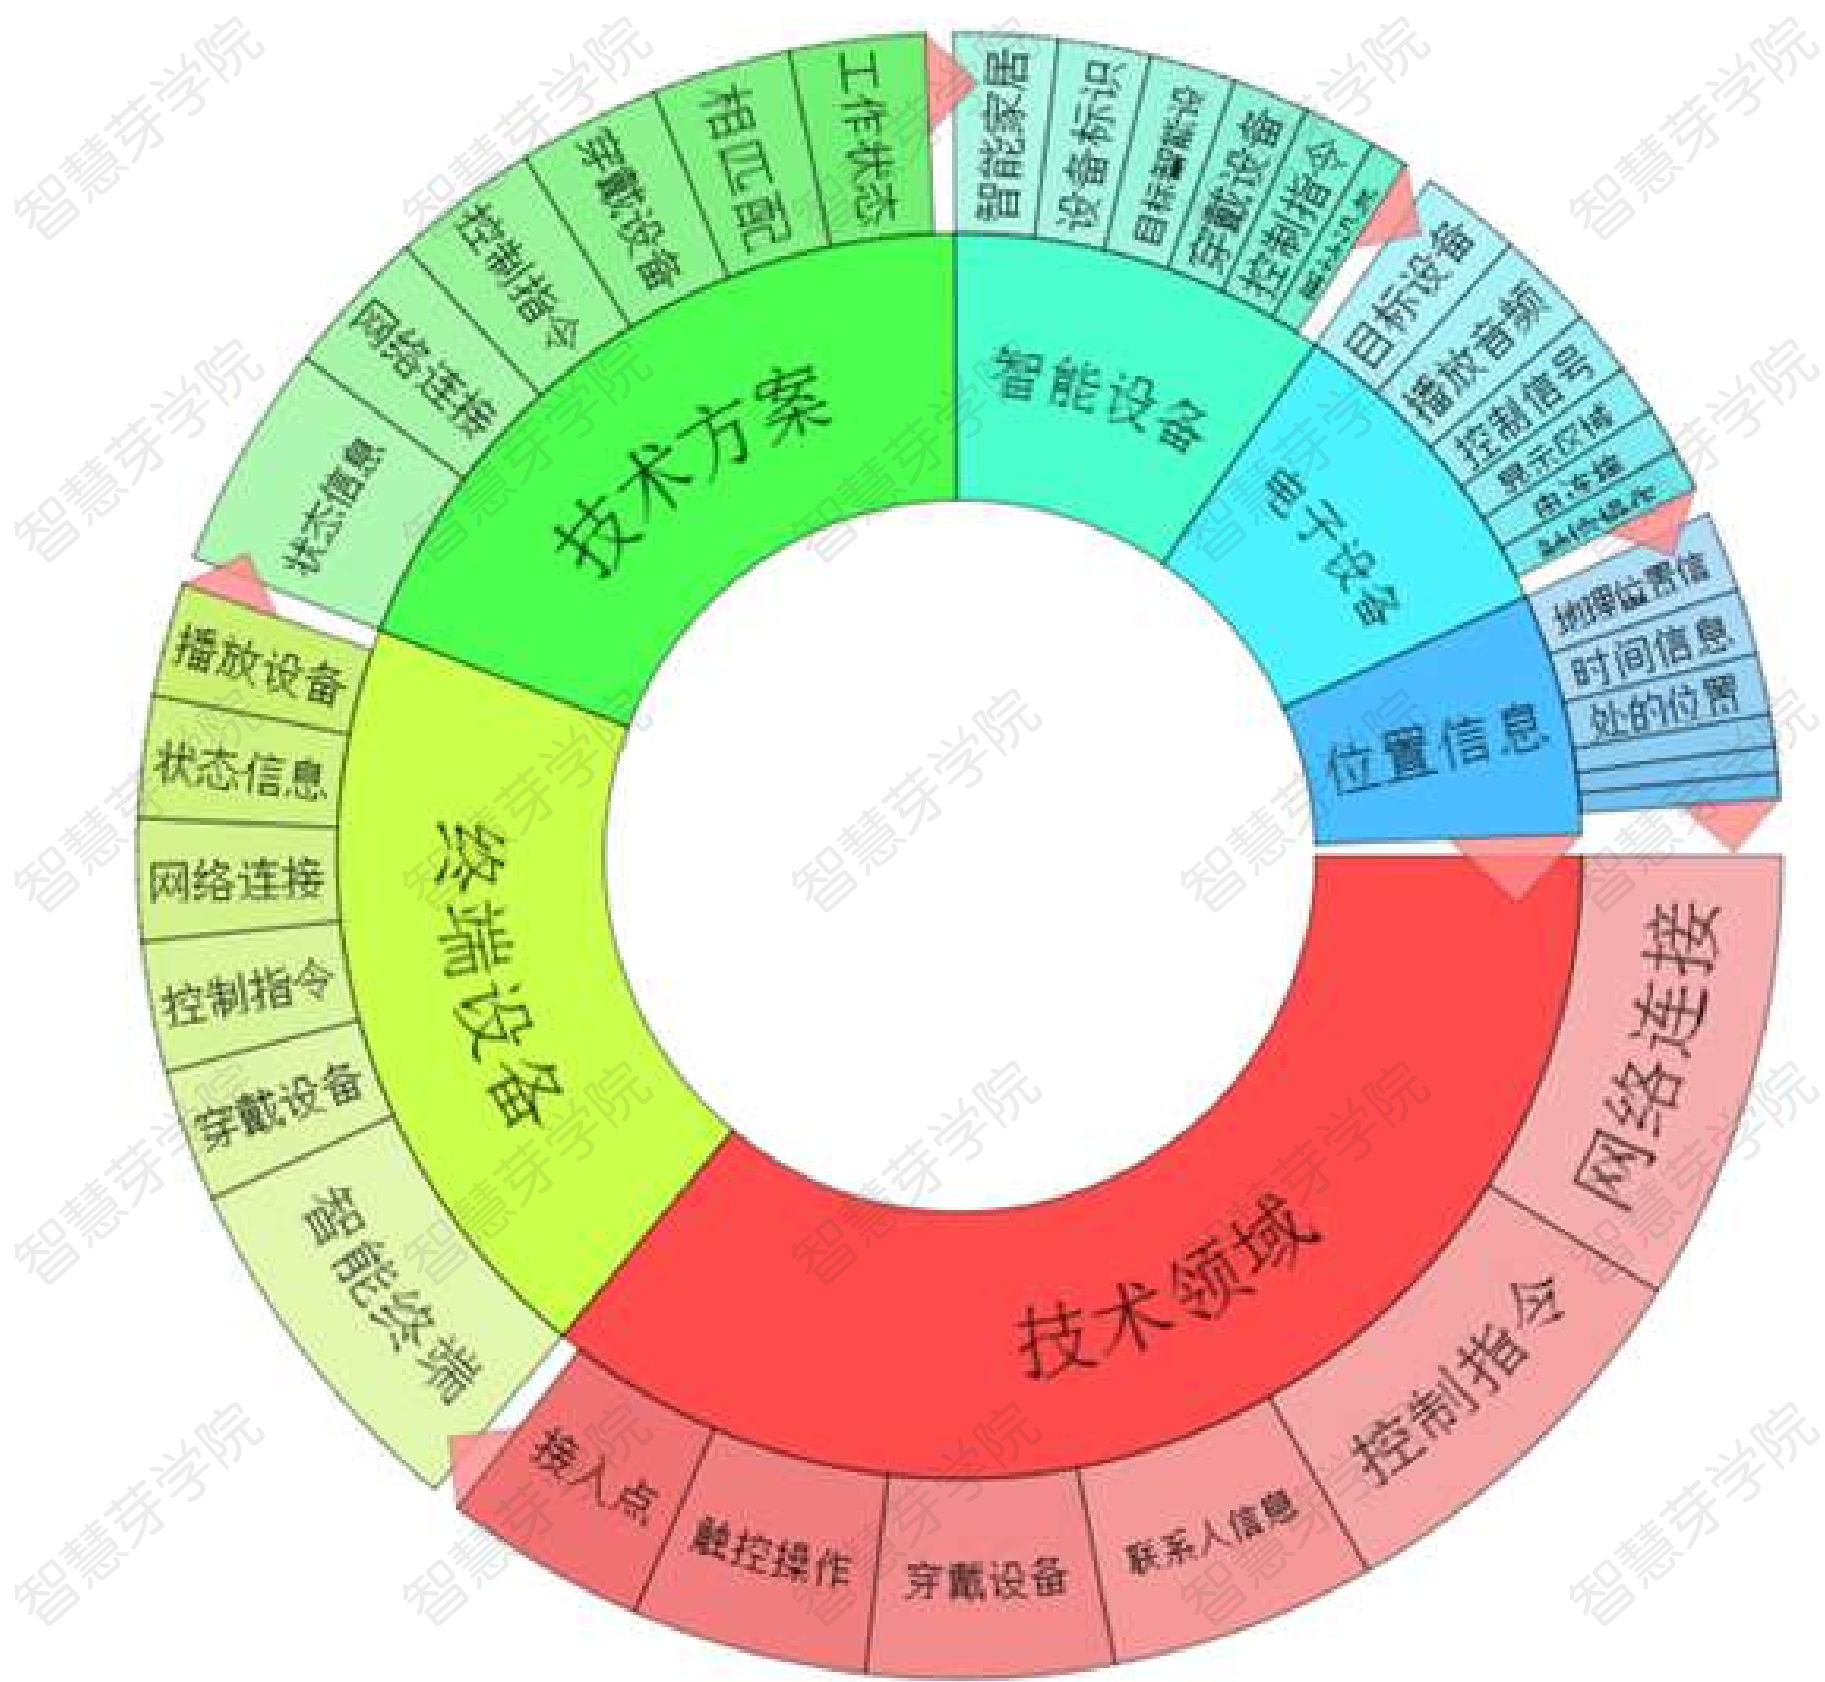 技术方案
工作状态
相匹配
穿戴设备
控制指令
网络连接
状态信息
智能设备
智能家居
设备标识
目标智能设
穿戴设备
控制指令
电子设备
目标设备
播放音频
控制信号
显示区域
位置信息
地理位置信
时间信息
处的位置
技术领域
网络连接
控制指令
联系人信息
穿戴设备
触控操作
接入点
终端设备
播放设备
状态信息
网络连接
控制指令
穿戴设备
智能终端
智慧芽学院